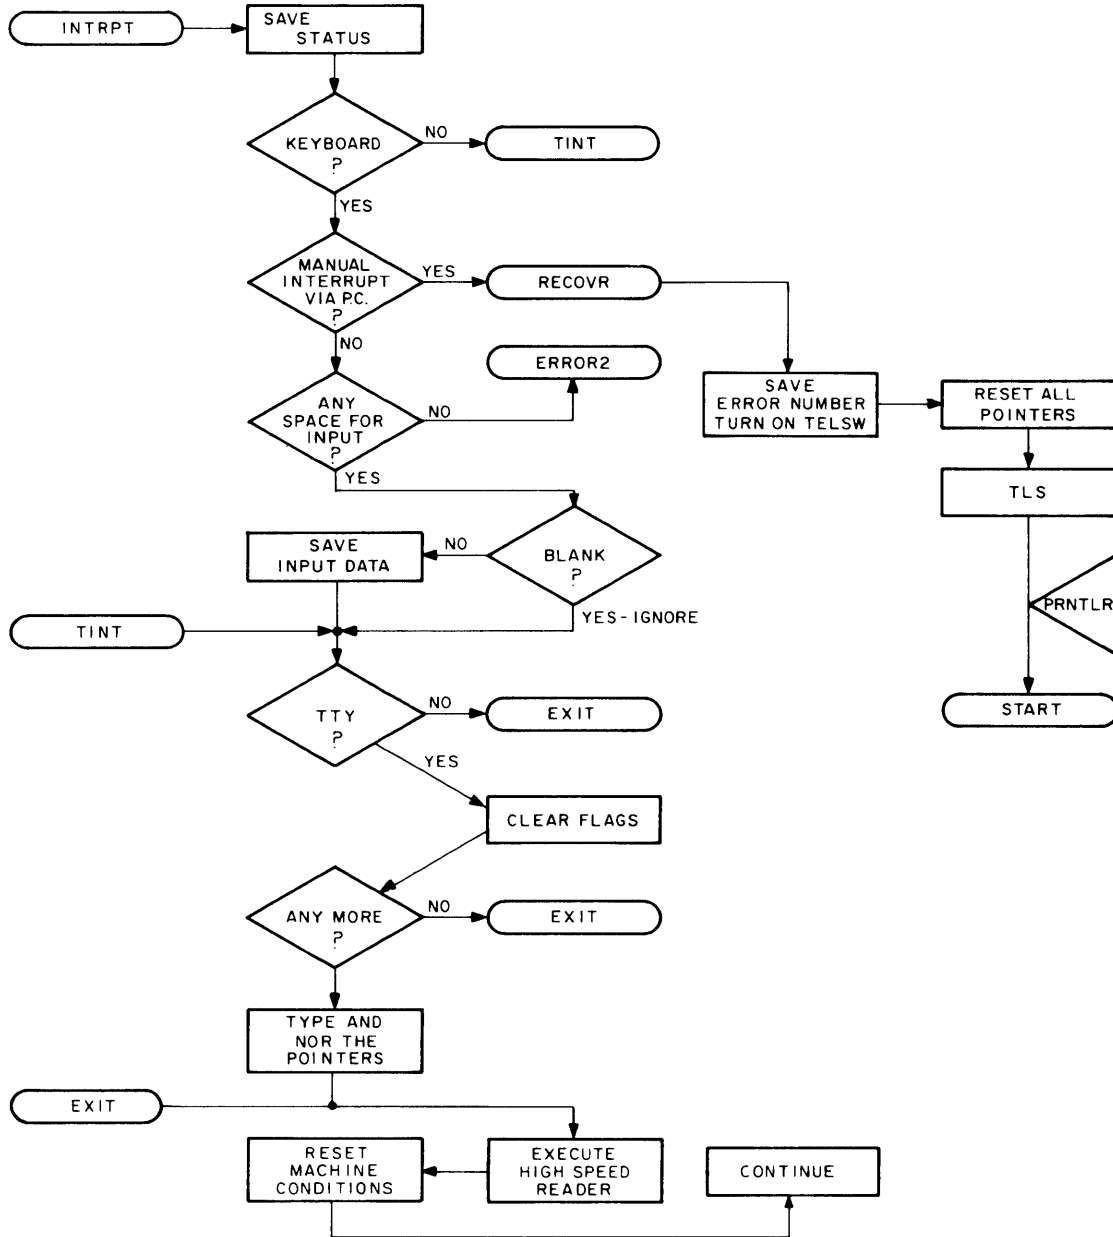 INTRPT
SAVE
STATUS
KEYBOARD
?
NO
TINT
YES
MANUAL
INTERRUPT
VIA P.C.
?
YES
RECOVR
NO
ERROR2
ANY
SPACE FOR
INPUT
?
NO
SAVE
ERROR NUMBER
TURN ON TELSW
RESET ALL
POINTERS
YES
TLS
SAVE
INPUT DATA
NO
BLANK
?
YES-IGNORE
PRNTLR
TINT
TTY
?
NO
EXIT
START
YES
CLEAR FLAGS
ANY MORE
?
NO
EXIT
TYPE AND
NOR THE
POINTERS
EXIT
RESET
MACHINE
CONDITIONS
EXECUTE
HIGH SPEED
READER
CONTINUE